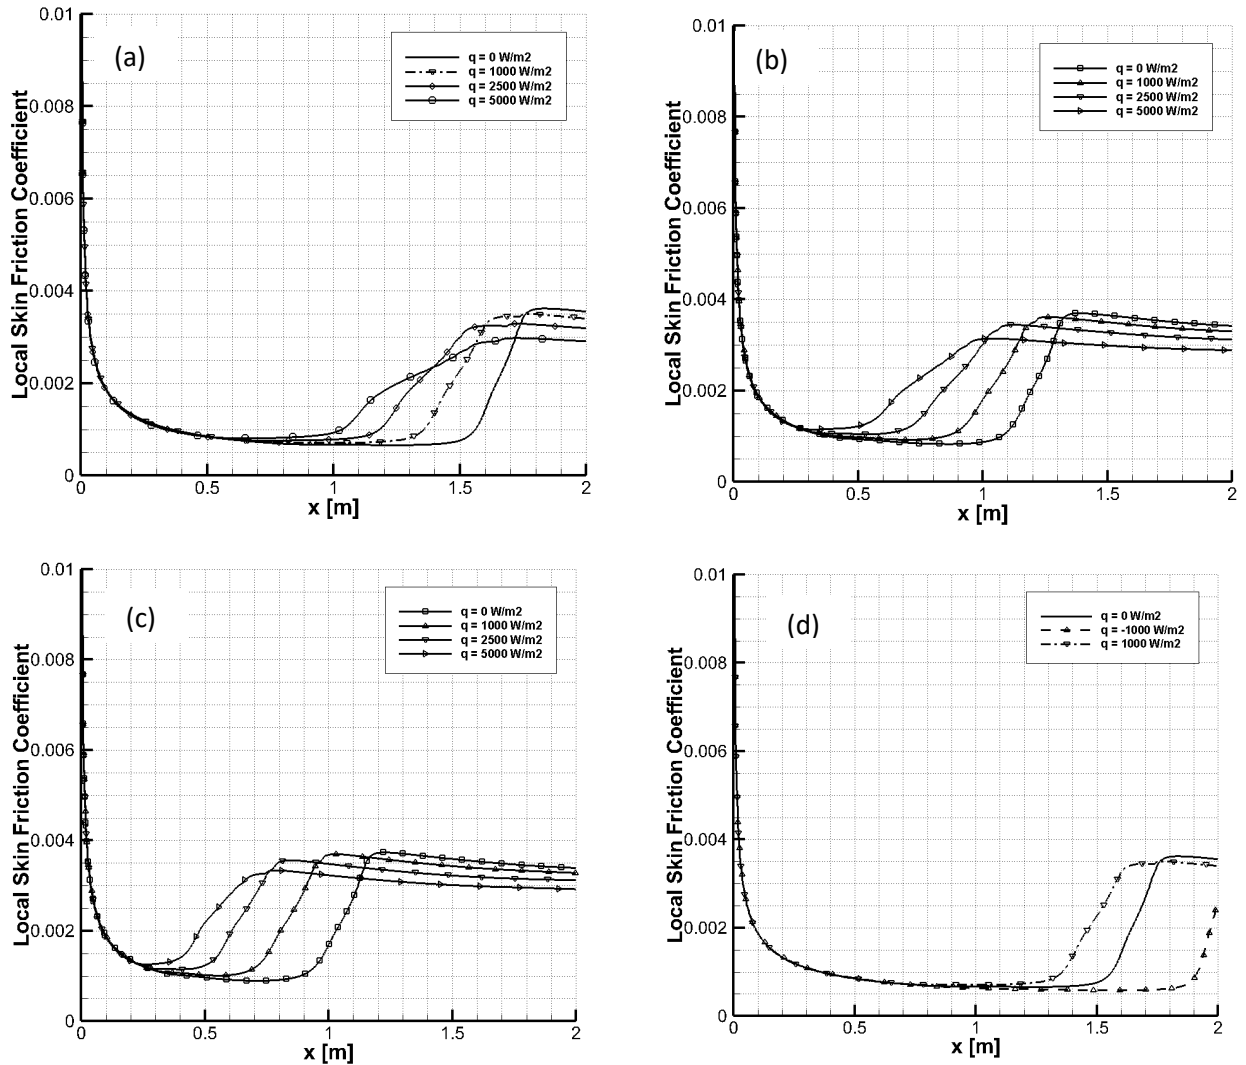 (a)
q = 0 W/m2
q = 1000 W/m2
q = 2500 W/m2
q = 5000 W/m2
Local Skin Friction Coefficient
0.01
0.008
0.006
0.004
0.002
0
0
0.5
1
1.5
2
x [m]
(b)
q = 0 W/m2
q = 1000 W/m2
q = 2500 W/m2
q = 5000 W/m2
Local Skin Friction Coefficient
0.01
0.008
0.006
0.004
0.002
0
0
0.5
1
1.5
2
x [m]
(c)
q = 0 W/m2
q = 1000 W/m2
q = 2500 W/m2
q = 5000 W/m2
Local Skin Friction Coefficient
0.01
0.008
0.006
0.004
0.002
0
0
0.5
1
1.5
2
x [m]
(d)
q = 0 W/m2
q = -1000 W/m2
q = 1000 W/m2
Local Skin Friction Coefficient
0.01
0.008
0.006
0.004
0.002
0
0
0.5
1
1.5
2
x [m]